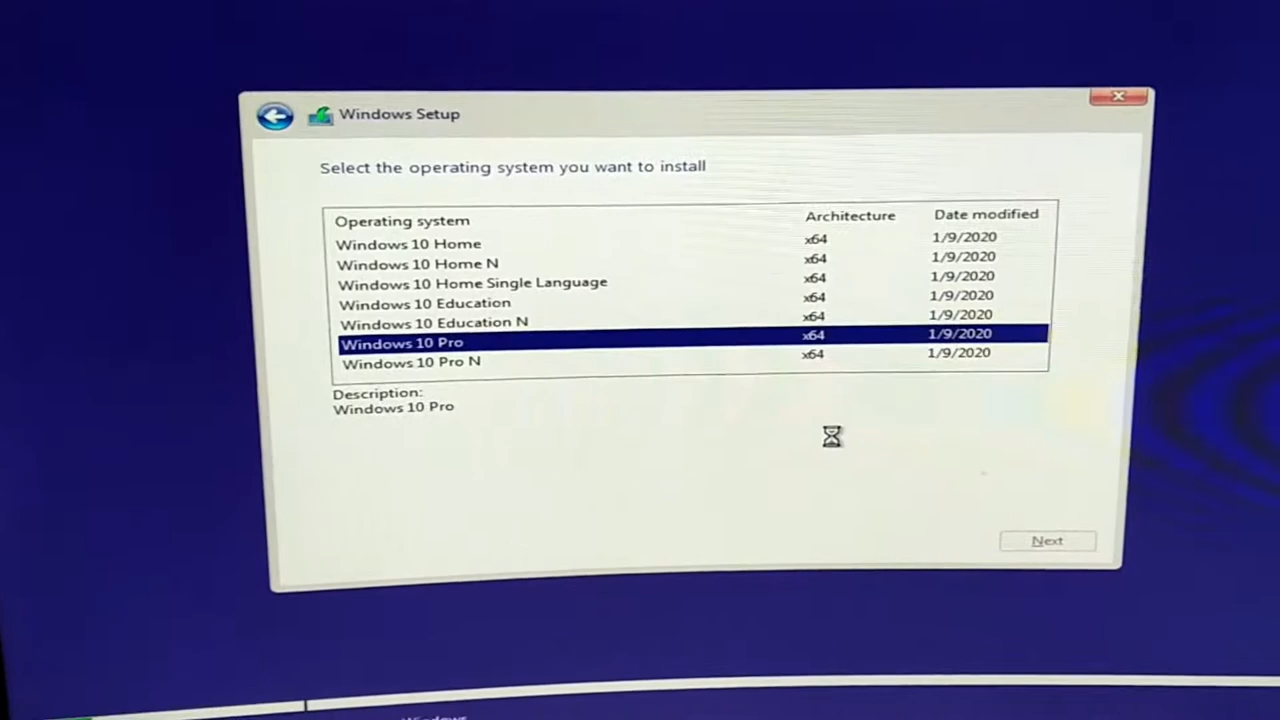 Windows Setup
Select the operating system you want to install
Operating system Architecture Date modified
Windows 10 Home x64 1/9/2020
Windows 10 Home N x64 1/9/2020
Windows 10 Home Single Language x64 1/9/2020
Windows 10 Education x64 1/9/2020
Windows 10 Education N x64 1/9/2020
Windows 10 Pro x64 1/9/2020
Windows 10 Pro N x64 1/9/2020
Description:
Windows 10 Pro
Next